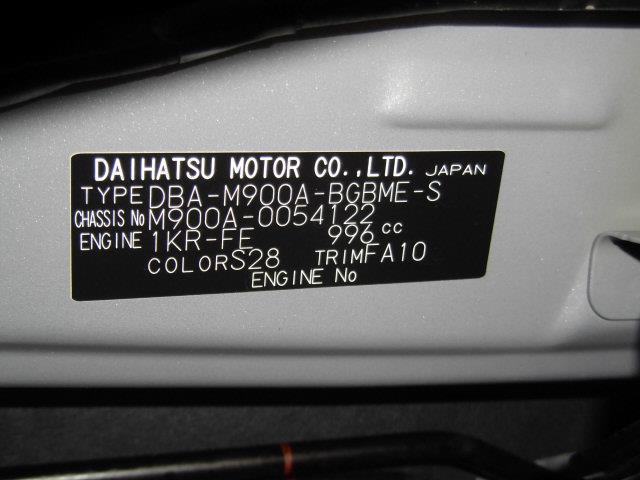 DAIHATSU MOTOR CO.,LTD. JAPAN
TYPE DBA-M900A-BGBME-S
CHASSIS No M900A-0054122
ENGINE 1KR-FE 996 cc
COLOR S28 TRIM FA10
ENGINE No